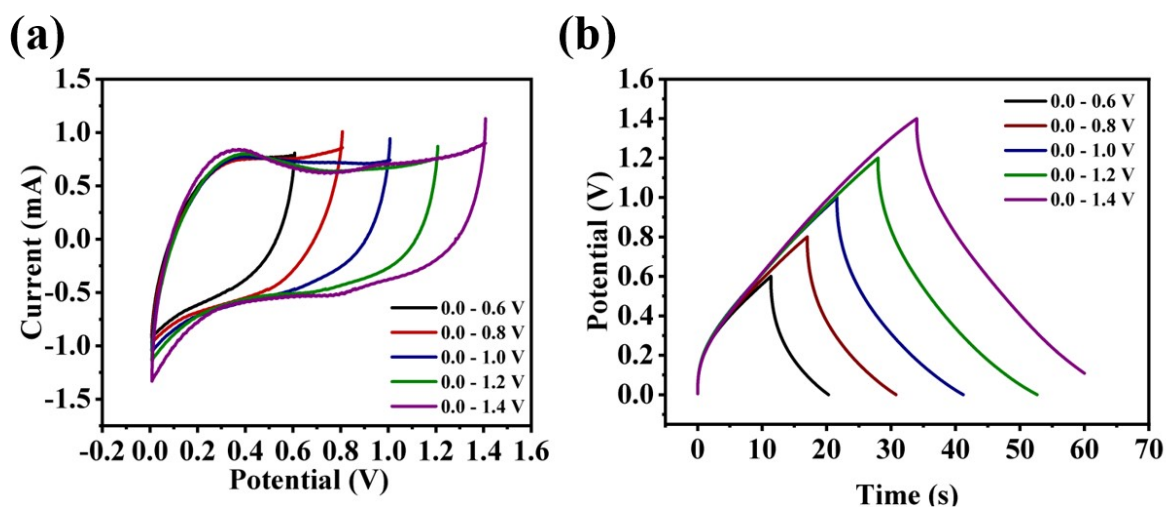 (a)
1.5
1.0
0.5
0.0
-0.5
-1.0
-1.5
Current (mA)
0.0 - 0.6 V
0.0 - 0.8 V
0.0 - 1.0 V
0.0 - 1.2 V
0.0 - 1.4 V
-0.2 0.0 0.2 0.4 0.6 0.8 1.0 1.2 1.4 1.6
Potential (V)
(b)
1.6
1.4
1.2
1.0
0.8
0.6
0.4
0.2
0.0
Potential (V)
0.0 - 0.6 V
0.0 - 0.8 V
0.0 - 1.0 V
0.0 - 1.2 V
0.0 - 1.4 V
0 10 20 30 40 50 60 70
Time (s)